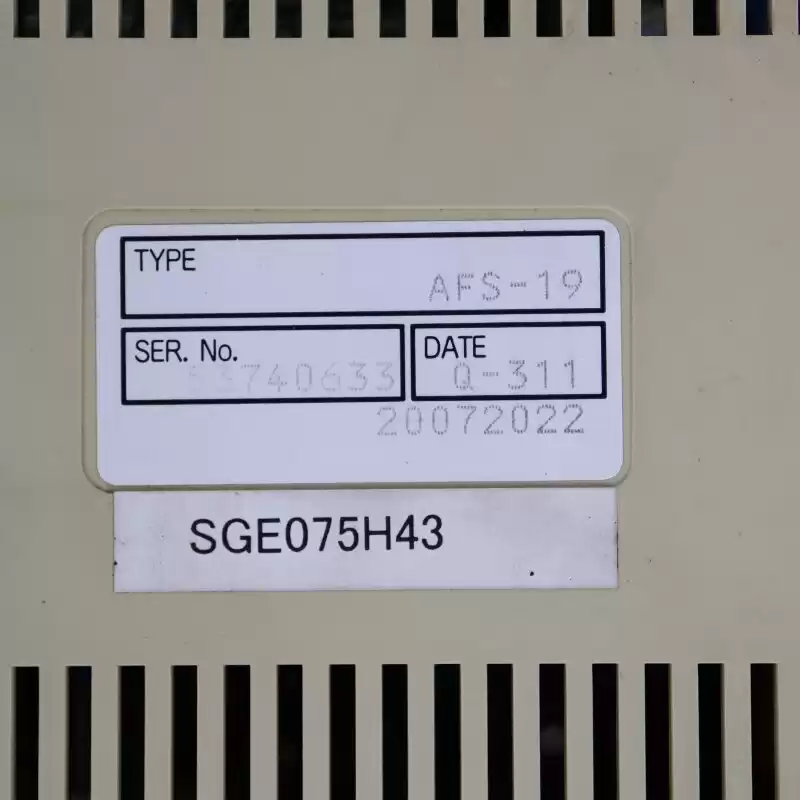 TYPE
AFS-19
SER. No.
DATE
Q-311
20072022
SGE075H43